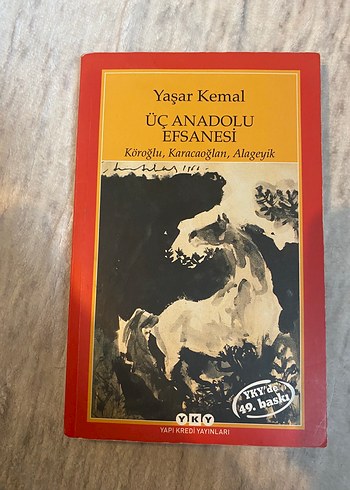 Yaşar Kemal
ÜÇ ANADOLU
EFSANESİ
Köroğlu, Karacaoğlan, Alageyik
YKY'de
49. baskı
YKY
YAPI KREDİ YAYINLARI